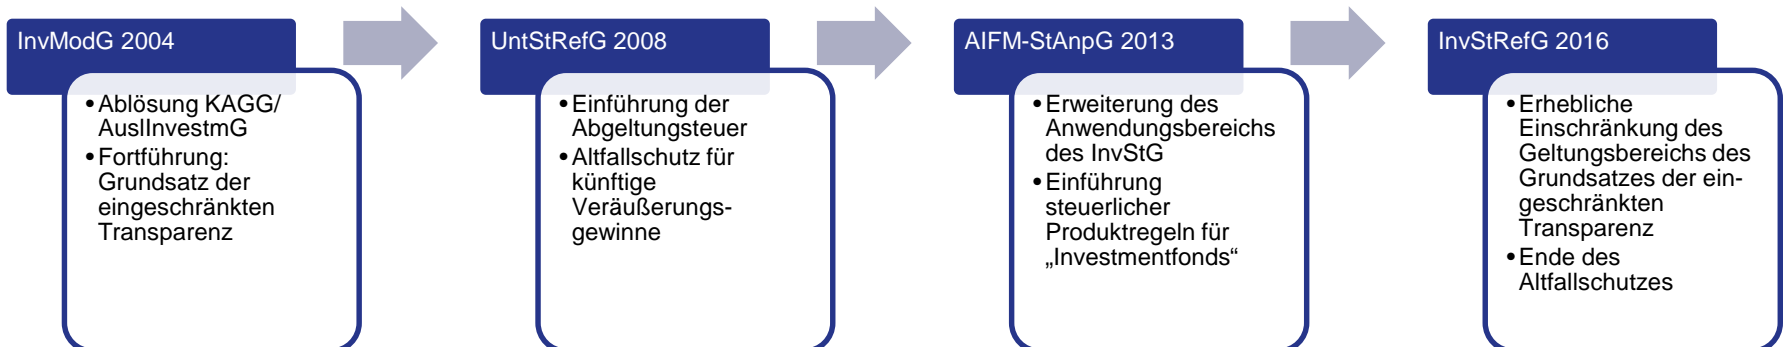 InvModG 2004
•Ablösung KAGG/
AuslInvestmG
•Fortführung:
Grundsatz der
eingeschränkten
Transparenz
UntStRefG 2008
•Einführung der
Abgeltungsteuer
•Altfallschutz für
künftige
Veräußerungs-
gewinne
AIFM-StAnpG 2013
•Erweiterung des
Anwendungsbereichs
des InvStG
•Einführung
steuerlicher
Produktregeln für
„Investmentfonds“
InvStRefG 2016
•Erhebliche
Einschränkung des
Geltungsbereichs des
Grundsatzes der ein-
geschränkten
Transparenz
•Ende des
Altfallschutzes